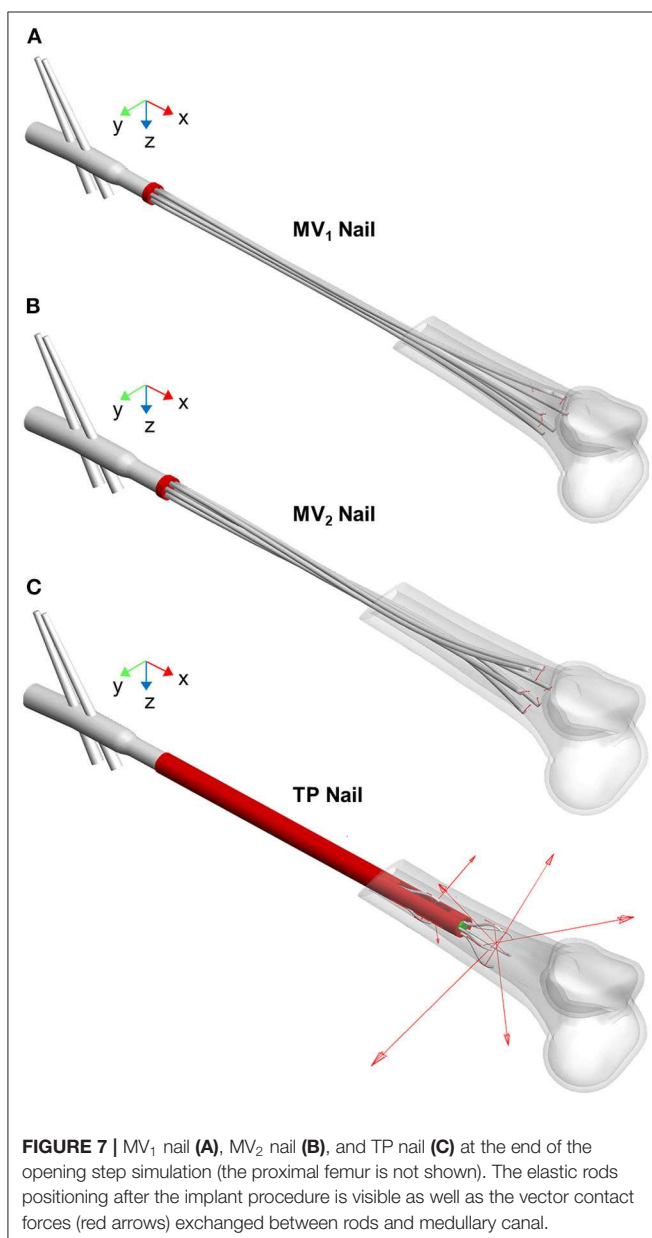 A
y
z
x
MV₁ Nail
B
y
z
x
MV₂ Nail
C
y
z
x
TP Nail
FIGURE 7 | MV₁ nail (A), MV₂ nail (B), and TP nail (C) at the end of the
opening step simulation (the proximal femur is not shown). The elastic rods
positioning after the implant procedure is visible as well as the vector contact
forces (red arrows) exchanged between rods and medullary canal.